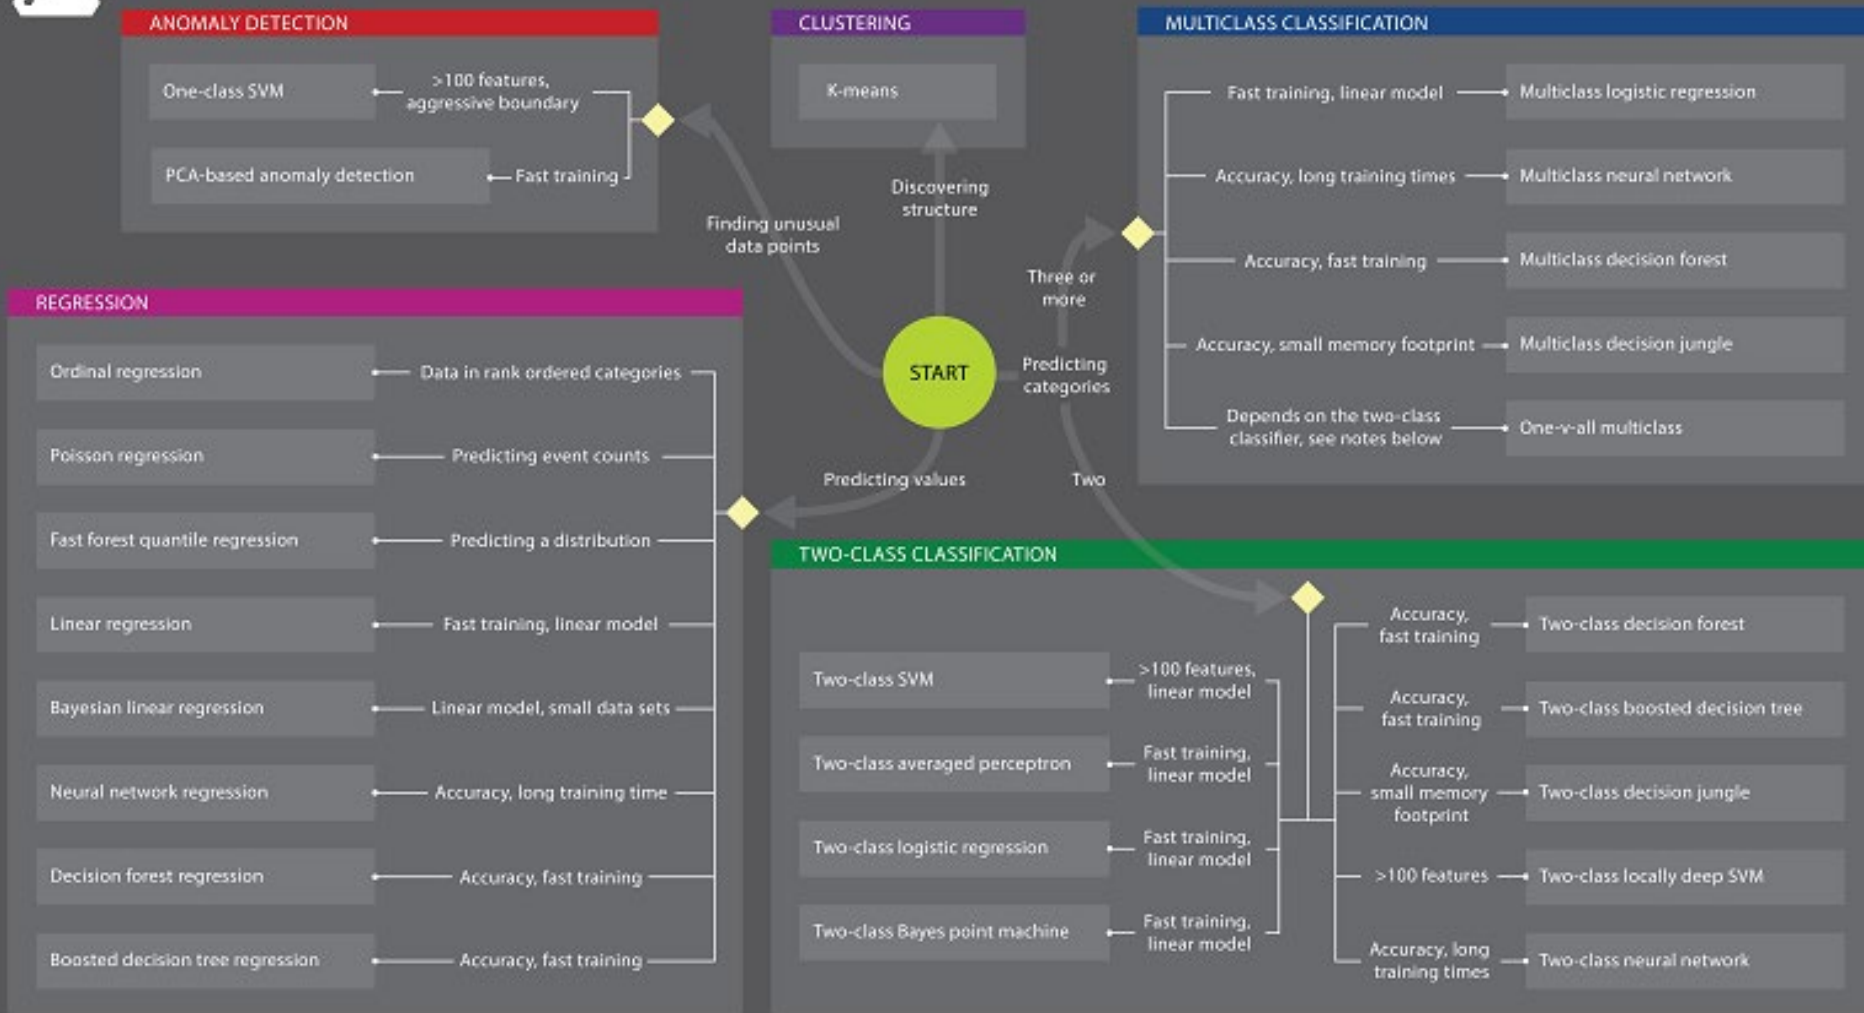 ANOMALY DETECTION
One-class SVM
>100 features,
aggressive boundary
PCA-based anomaly detection
Fast training
CLUSTERING
K-means
MULTICLASS CLASSIFICATION
Fast training, linear model
Multiclass logistic regression
Accuracy, long training times
Multiclass neural network
Accuracy, fast training
Multiclass decision forest
Accuracy, small memory footprint
Multiclass decision jungle
Depends on the two-class
classifier, see notes below
One-v-all multiclass
Finding unusual
data points
Discovering
structure
Three or
more
START
Predicting
categories
Predicting values
Two
REGRESSION
Ordinal regression
Data in rank ordered categories
Poisson regression
Predicting event counts
Fast forest quantile regression
Predicting a distribution
Linear regression
Fast training, linear model
Bayesian linear regression
Linear model, small data sets
Neural network regression
Accuracy, long training time
Decision forest regression
Accuracy, fast training
Boosted decision tree regression
Accuracy, fast training
TWO-CLASS CLASSIFICATION
Two-class SVM
>100 features,
linear model
Two-class averaged perceptron
Fast training,
linear model
Two-class logistic regression
Fast training,
linear model
Two-class Bayes point machine
Fast training,
linear model
Accuracy,
fast training
Two-class decision forest
Accuracy,
fast training
Two-class boosted decision tree
Accuracy,
small memory
footprint
Two-class decision jungle
>100 features
Two-class locally deep SVM
Accuracy, long
training times
Two-class neural network